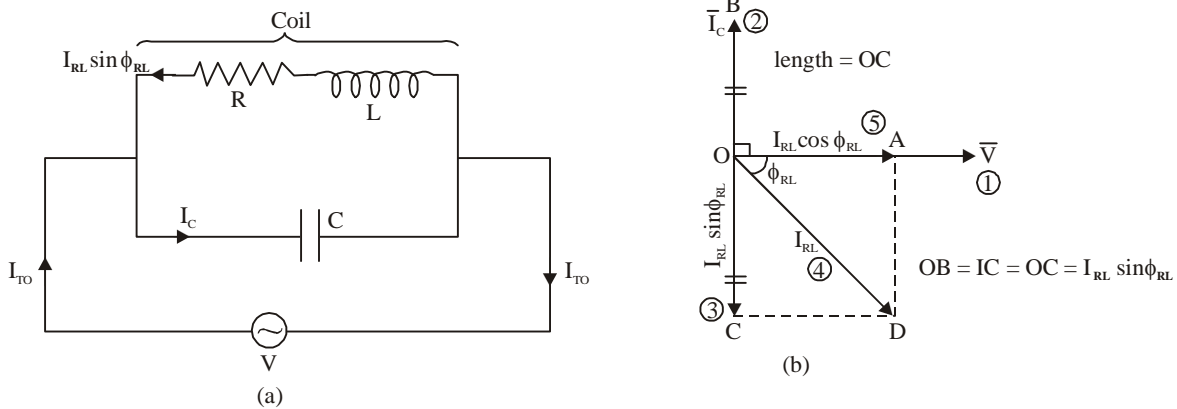 Coil
I_RL sin ϕ_RL
R
L
I_C
C
I_TO
I_TO
V
(a)
B
I̅_C ②
length = OC
⑤
I_RL cos ϕ_RL A
O
V̅
①
ϕ_RL
I_RL sinϕ_RL
I_RL
④
OB = IC = OC = I_RL sinϕ_RL
③
C
D
(b)